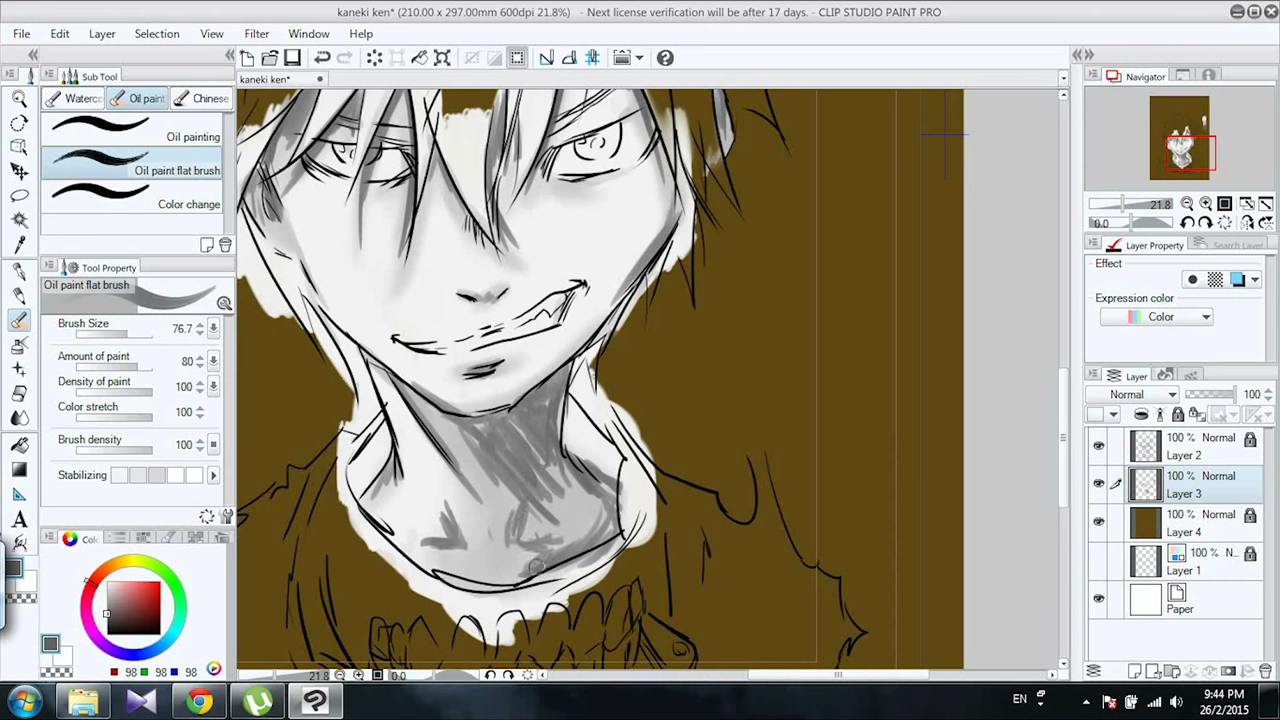 kaneki ken* (210.00 x 297.00mm 600dpi 21.8%) - Next license verification will be after 17 days. - CLIP STUDIO PAINT PRO
File Edit Layer Selection View Filter Window Help
kaneki ken*
Sub Tool
Waterco Oil paint Chinese
Oil painting
Oil paint flat brush
Color change
Tool Property
Oil paint flat brush
Brush Size 76.7
Amount of paint 80
Density of paint 100
Color stretch 100
Brush density 100
Stabilizing
98 98 98
21.8 0.0
Navigator
21.8
0.0
Layer Property Search Layer
Effect
Expression color
Color
Layer
Normal 100
100 % Normal
Layer 2
100 % Normal
Layer 3
100 % Normal
Layer 4
100 % N...
Layer 1
Paper
EN
9:44 PM
26/2/2015